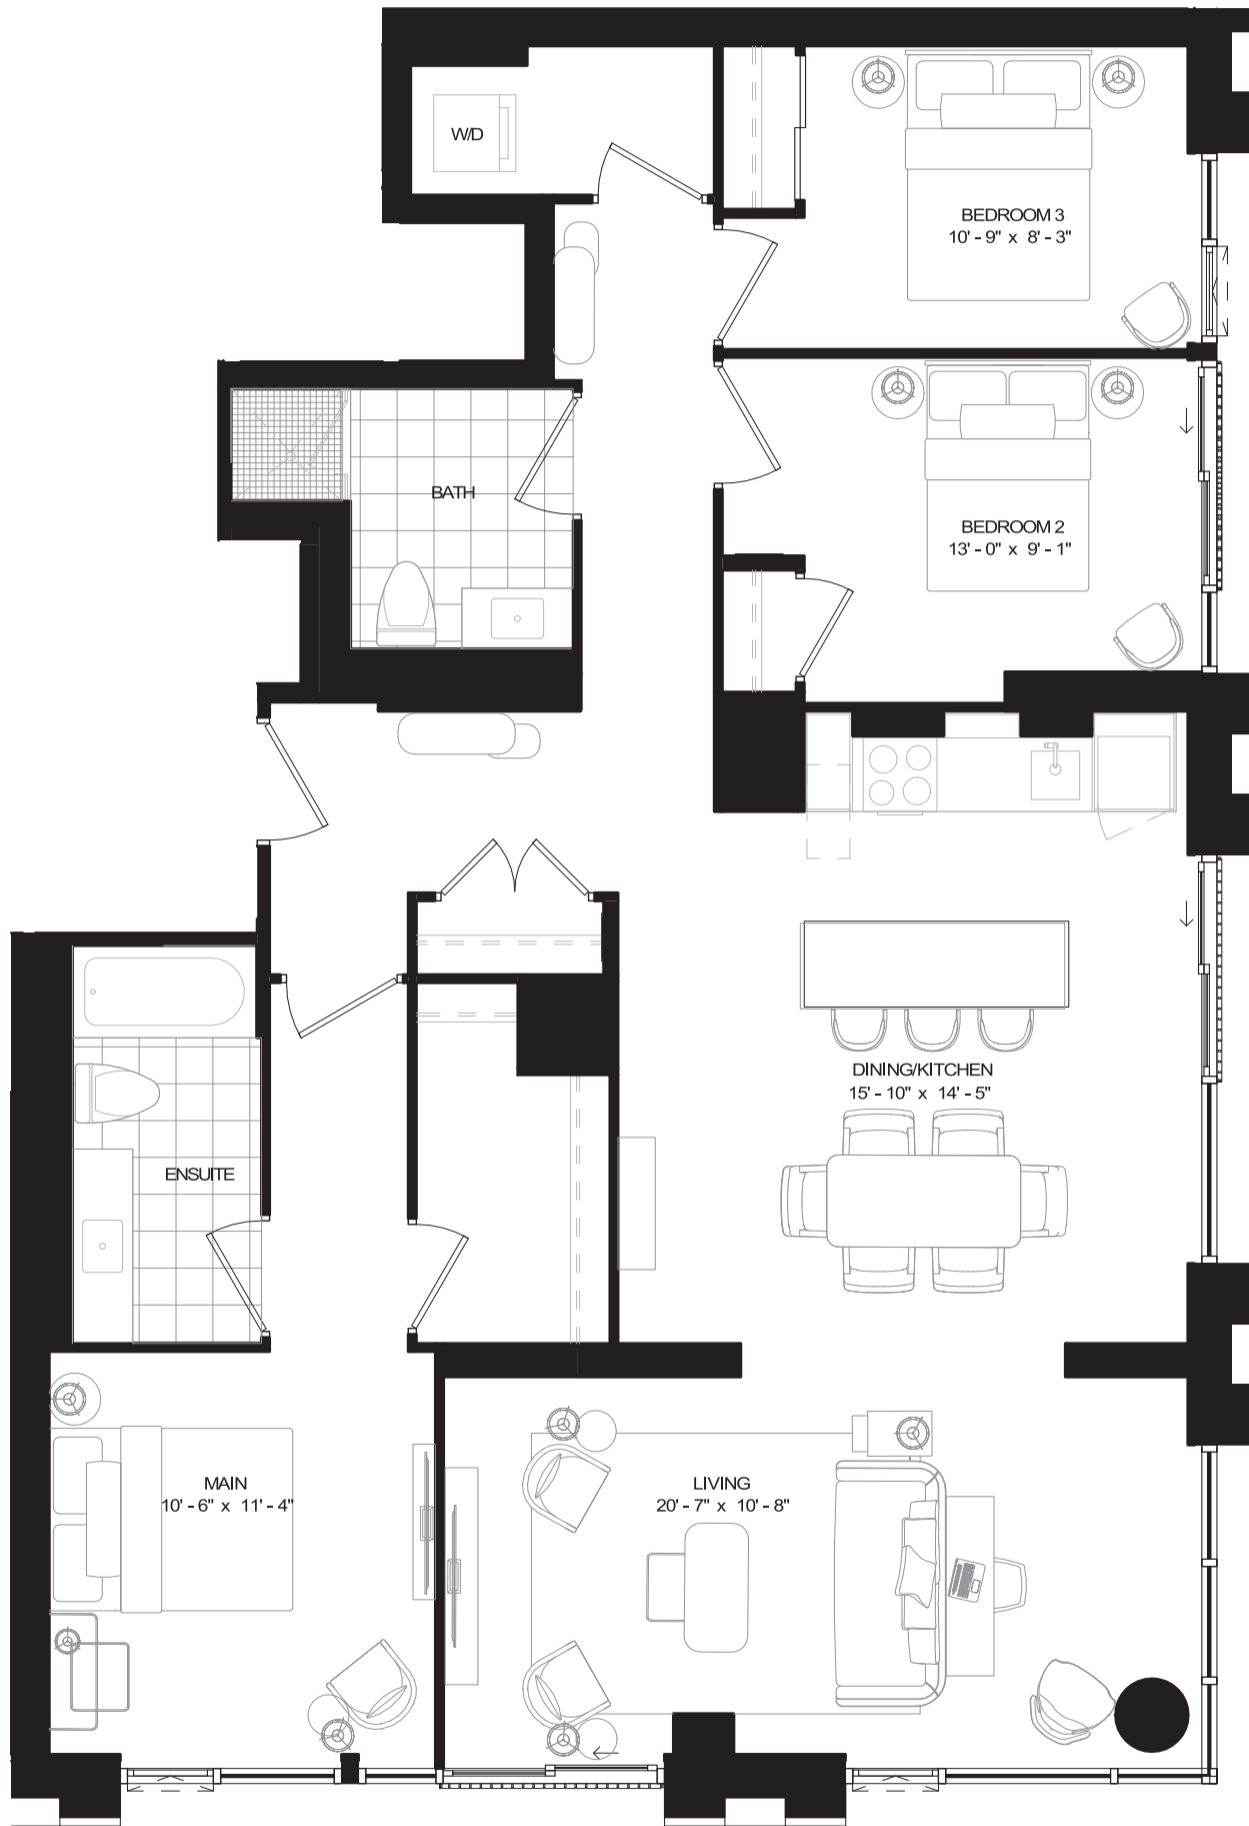 W/D
BEDROOM 3
10' - 9" x 8' - 3"
BATH
BEDROOM 2
13' - 0" x 9' - 1"
DINING/KITCHEN
15' - 10" x 14' - 5"
ENSUITE
MAIN
10' - 6" x 11' - 4"
LIVING
20' - 7" x 10' - 8"